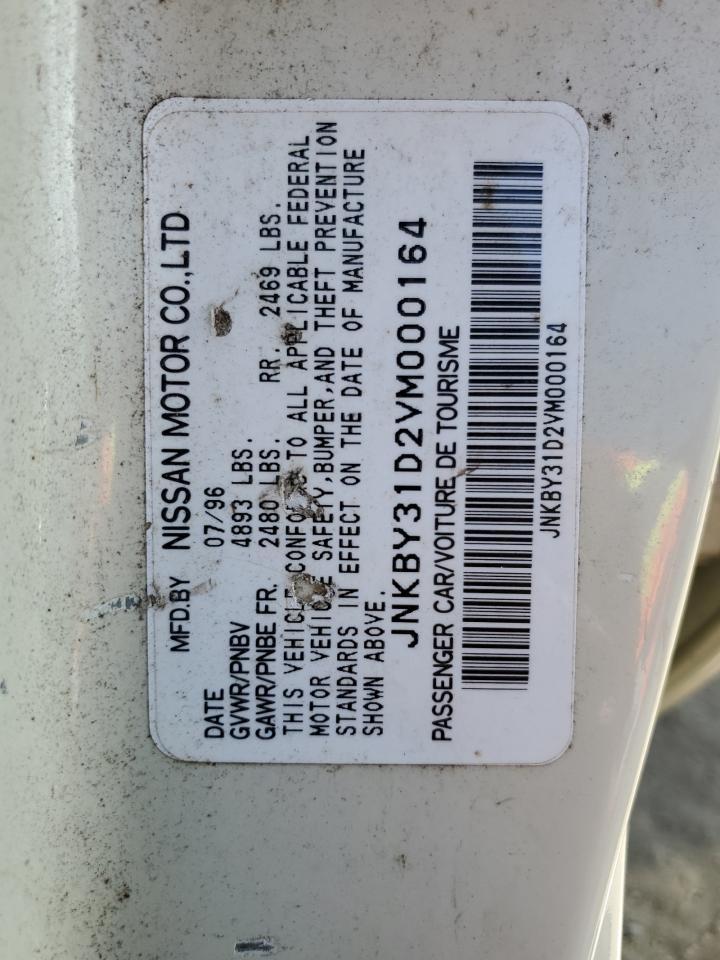 MFD.BY NISSAN MOTOR CO.,LTD
DATE 07/96
GVWR/PNBV 4893 LBS.
GAWR/PNBE FR. 2480 LBS. RR. 2469 LBS.
THIS VEHICLE CONFORMS TO ALL APPLICABLE FEDERAL
MOTOR VEHICLE SAFETY,BUMPER,AND THEFT PREVENTION
STANDARDS IN EFFECT ON THE DATE OF MANUFACTURE
SHOWN ABOVE.
JNKBY31D2VM000164
PASSENGER CAR/VOITURE DE TOURISME
JNKBY31D2VM000164